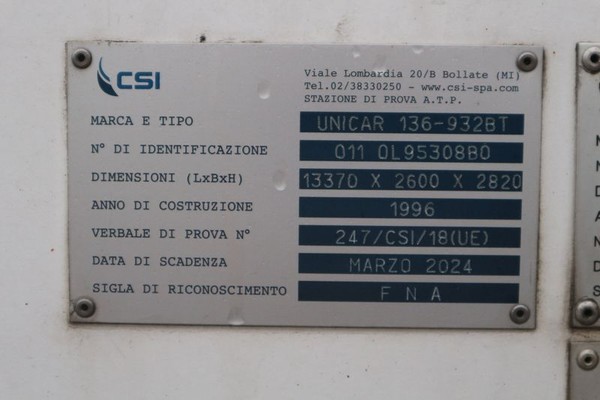 CSI
Viale Lombardia 20/B Bollate (MI)
Tel.02/38330250 - www.csi-spa.com
STAZIONE DI PROVA A.T.P.
MARCA E TIPO UNICAR 136-932BT
N° DI IDENTIFICAZIONE 011 0L95308B0
DIMENSIONI (LxBxH) 13370 X 2600 X 2820
ANNO DI COSTRUZIONE 1996
VERBALE DI PROVA N° 247/CSI/18(UE)
DATA DI SCADENZA MARZO 2024
SIGLA DI RICONOSCIMENTO F N A